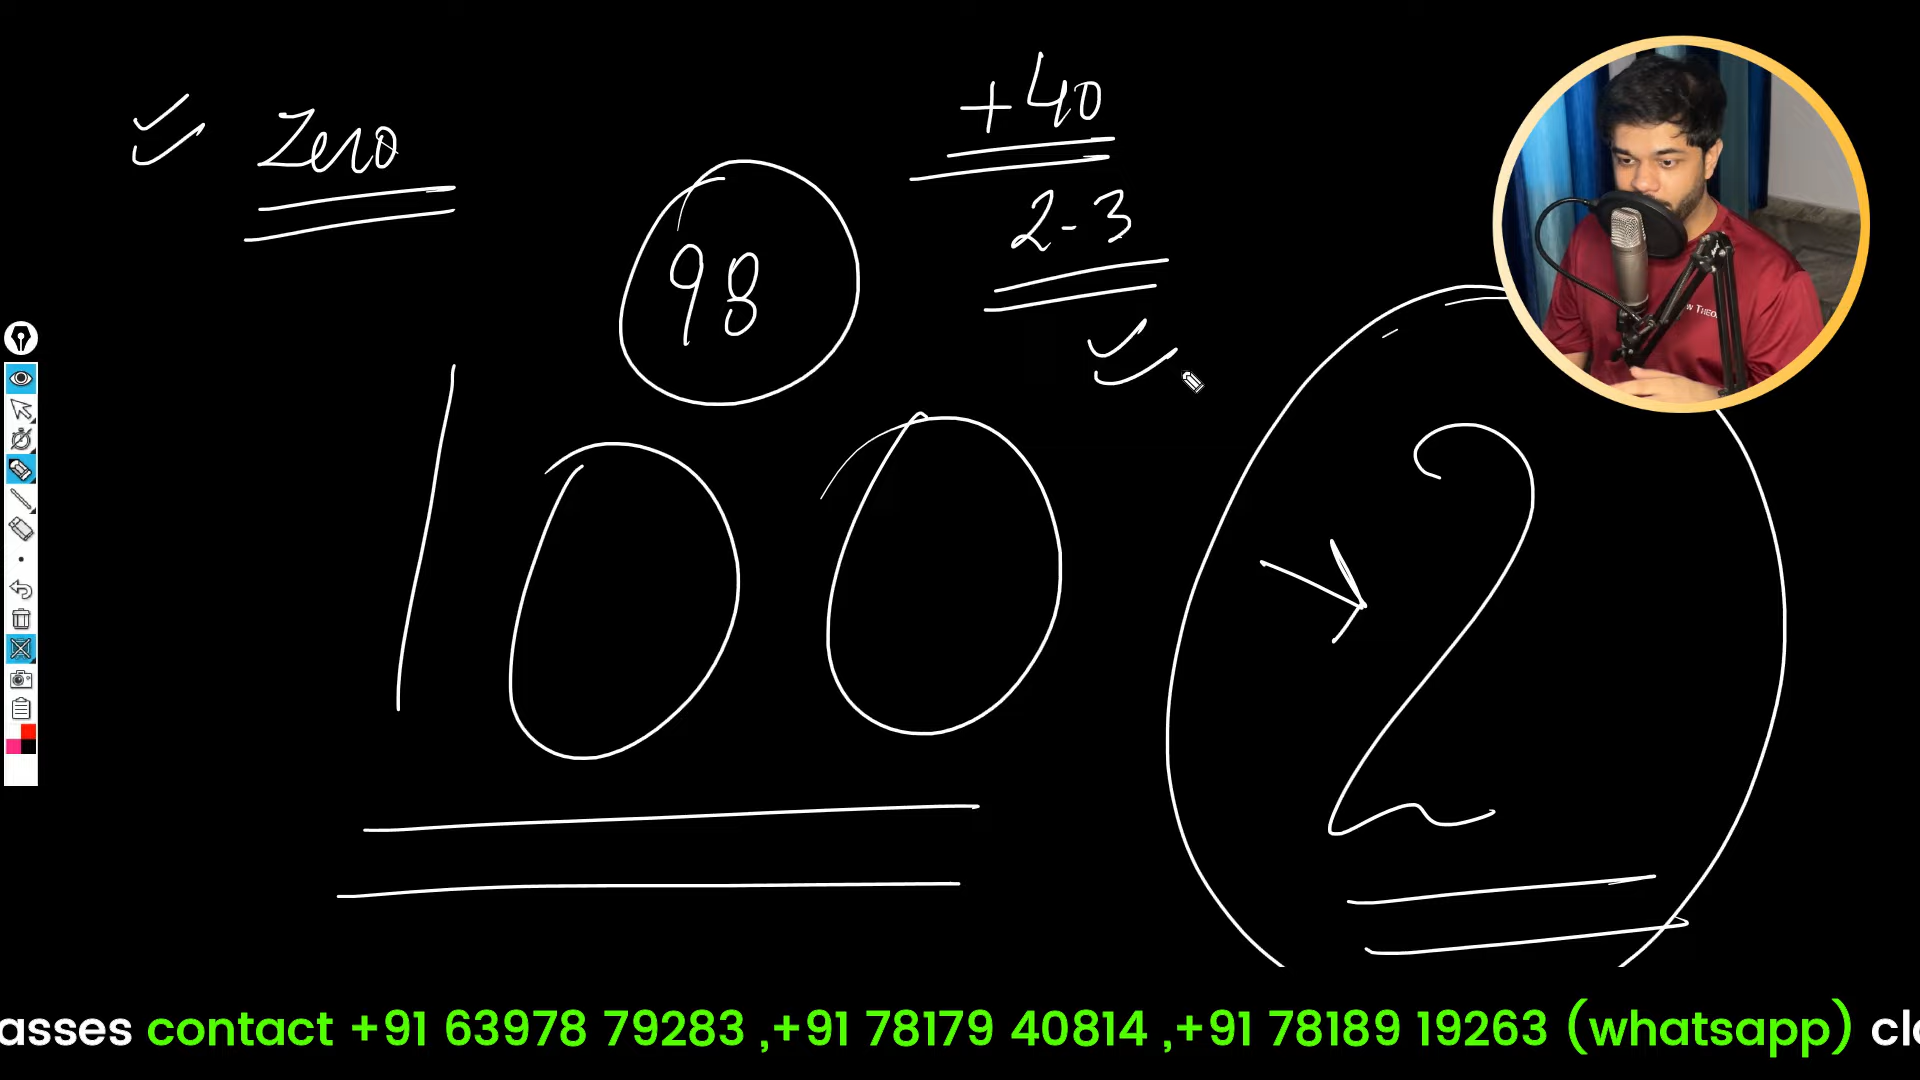 Zero
+40
2-3
98
100
2
w THEO
asses contact +91 63978 79283 ,+91 78179 40814 ,+91 78189 19263 (whatsapp) cl